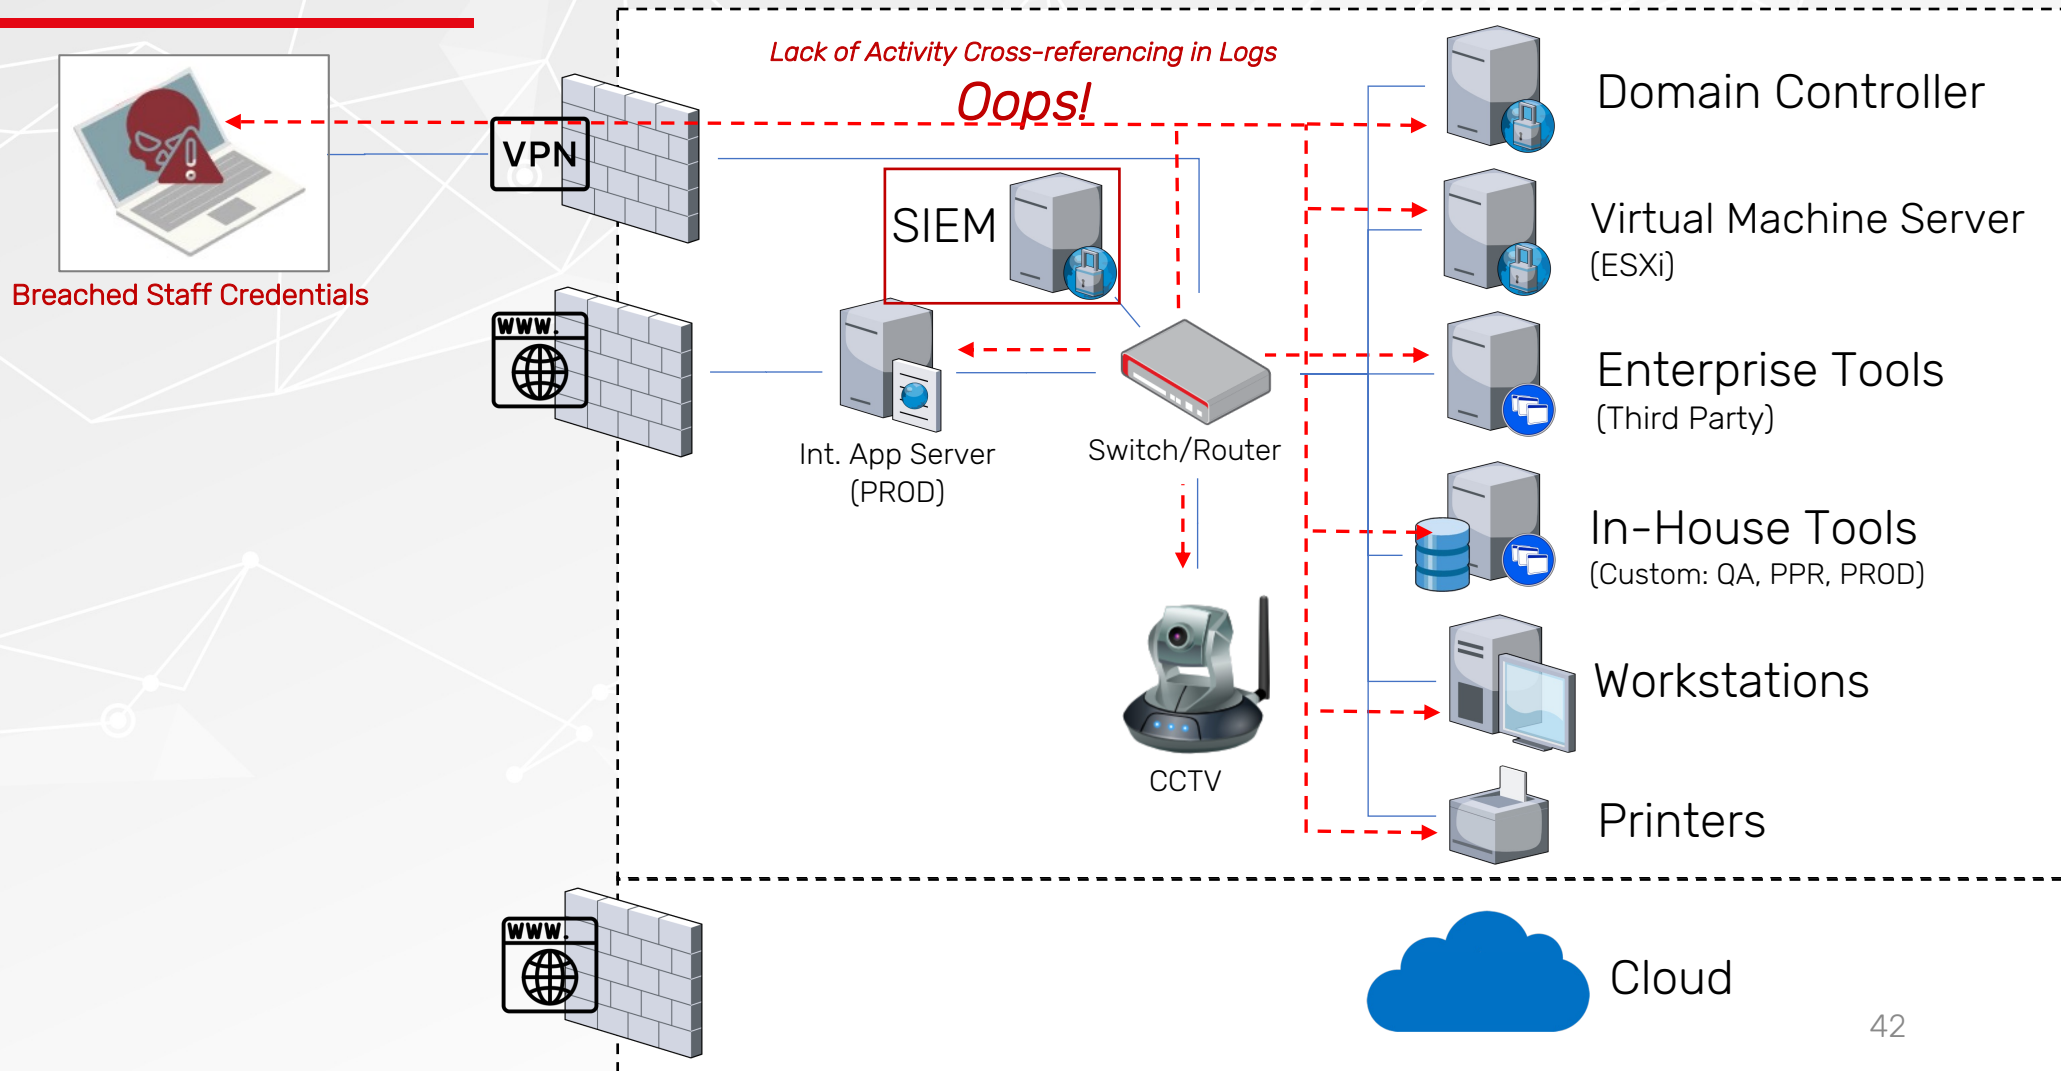 Lack of Activity Cross-referencing in Logs
Oops!
VPN
Breached Staff Credentials
SIEM
WWW.
Int. App Server
(PROD)
Switch/Router
CCTV
Domain Controller
Virtual Machine Server
(ESXi)
Enterprise Tools
(Third Party)
In-House Tools
(Custom: QA, PPR, PROD)
Workstations
Printers
WWW.
Cloud
42